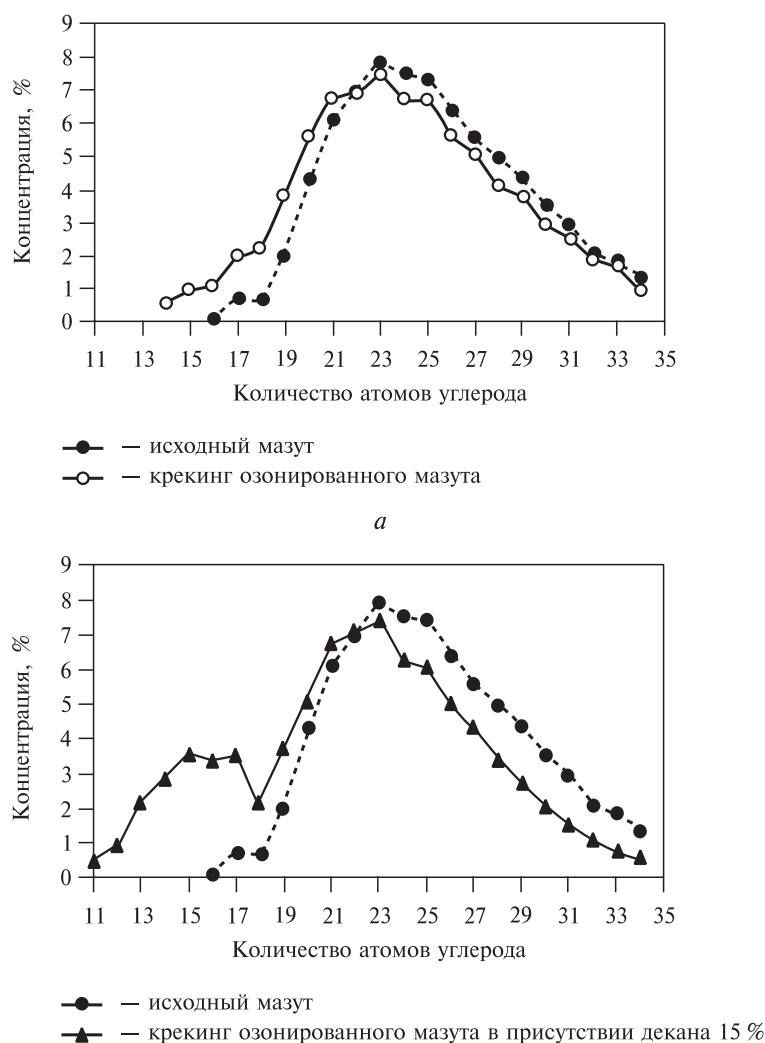 9
8
7
6
5
4
3
2
1
0
Концентрация, %
11 13 15 17 19 21 23 25 27 29 31 33 35
Количество атомов углерода
— исходный мазут
— крекинг озонированного мазута
а
9
8
7
6
5
4
3
2
1
0
Концентрация, %
11 13 15 17 19 21 23 25 27 29 31 33 35
Количество атомов углерода
— исходный мазут
— крекинг озонированного мазута в присутствии декана 15 %